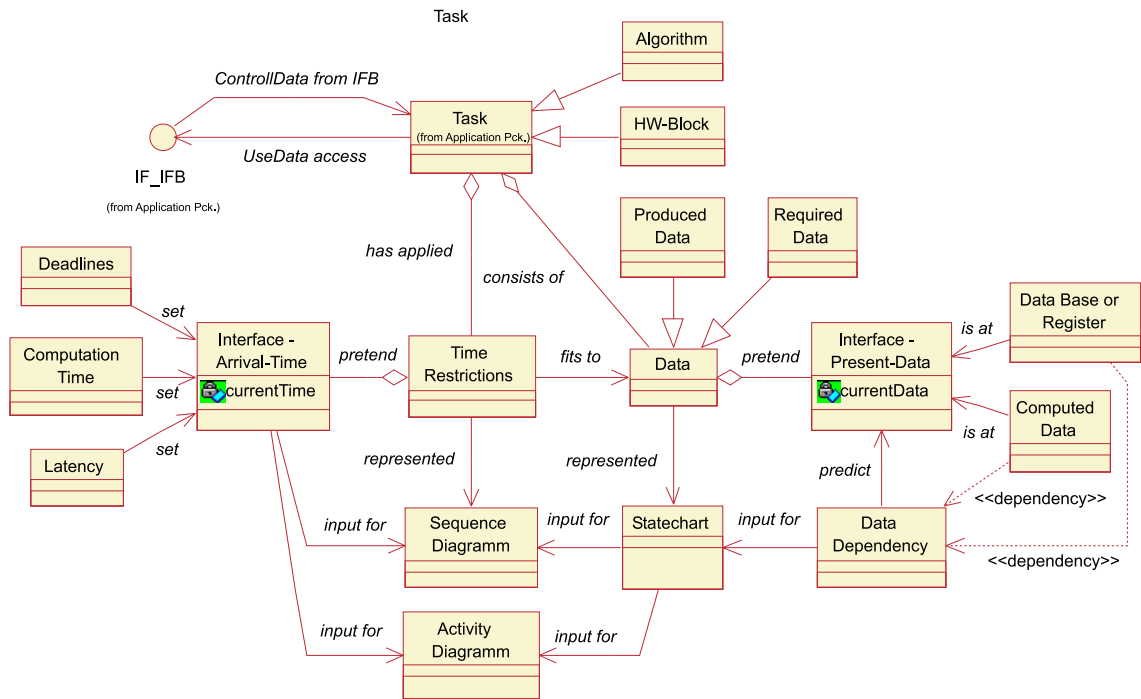 Task
Algorithm
ControllData from IFB
Task
(from Application Pck.)
HW-Block
UseData access
IF_IFB
(from Application Pck.)
Produced
Data
Required
Data
has applied
consists of
Deadlines
set
Interface -
Arrival-Time
currentTime
Computation
Time
set
pretend
Time
Restrictions
fits to
Data
pretend
Interface -
Present-Data
currentData
is at
Data Base or
Register
Computed
Data
is at
set
Latency
represented
represented
predict
<<dependency>>
input for
Sequence
Diagramm
input for
Statechart
input for
Data
Dependency
<<dependency>>
input for
Activity
Diagramm
input for